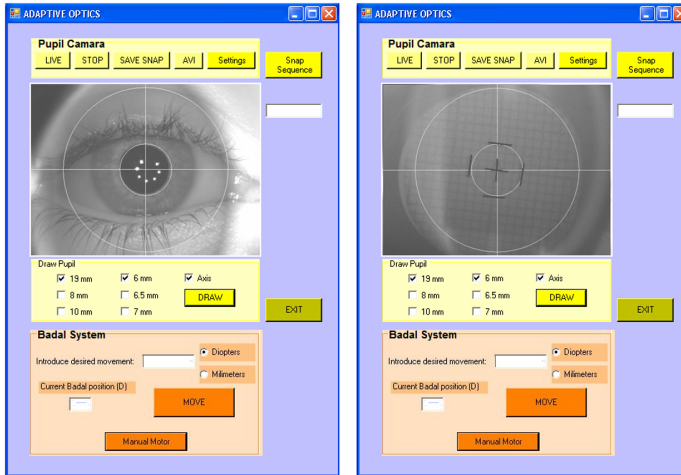 ADAPTIVE OPTICS
Pupil Camara
LIVE STOP SAVE SNAP AVI Settings
Snap Sequence
Draw Pupil
19 mm 6 mm Axis
8 mm 6.5 mm DRAW
10 mm 7 mm
EXIT
Badal System
Introduce desired movement:
Diopters
Milimeters
Current Badal position (D)
MOVE
Manual Motor
ADAPTIVE OPTICS
Pupil Camara
LIVE STOP SAVE SNAP AVI Settings
Snap Sequence
Draw Pupil
19 mm 6 mm Axis
8 mm 6.5 mm DRAW
10 mm 7 mm
EXIT
Badal System
Introduce desired movement:
Diopters
Milimeters
Current Badal position (D)
MOVE
Manual Motor